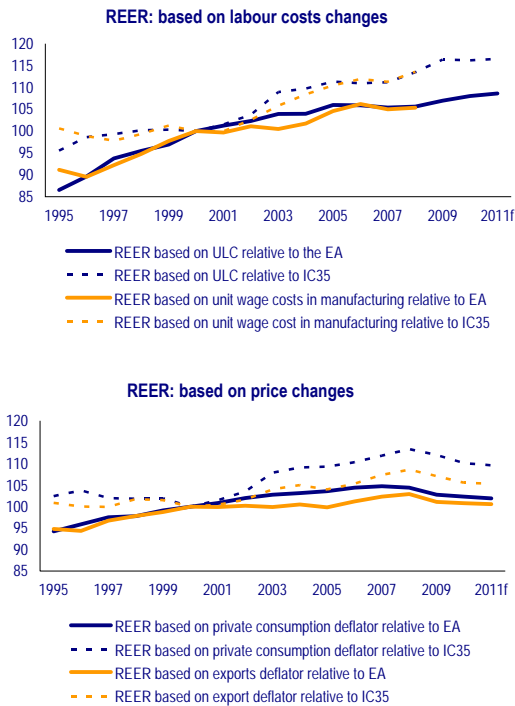 REER: based on labour costs changes
120
115
110
105
100
95
90
85
1995 1997 1999 2001 2003 2005 2007 2009 2011f
REER based on ULC relative to the EA
REER based on ULC relative to IC35
REER based on unit wage costs in manufacturing relative to EA
REER based on unit wage cost in manufacturing relative to IC35
REER: based on price changes
120
115
110
105
100
95
90
85
1995 1997 1999 2001 2003 2005 2007 2009 2011f
REER based on private consumption deflator relative to EA
REER based on private consumption deflator relative to IC35
REER based on exports deflator relative to EA
REER based on export deflator relative to IC35